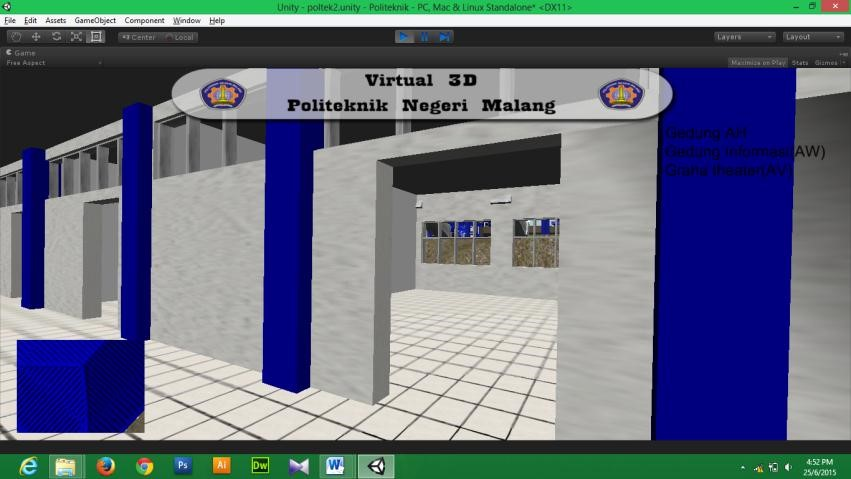 Unity - poltek2.unity - Politeknik - PC, Mac & Linux Standalone* <DX11>
File Edit Assets GameObject Component Window Help
Center Local Layers Layout
Game
Free Aspect Maximize on Play Stats Gizmos
Virtual 3D
Politeknik Negeri Malang
Gedung AH
Gedung Informasi(AW)
Graha theater(AV)
Ps Ai Dw W
4:52 PM
25/6/2015